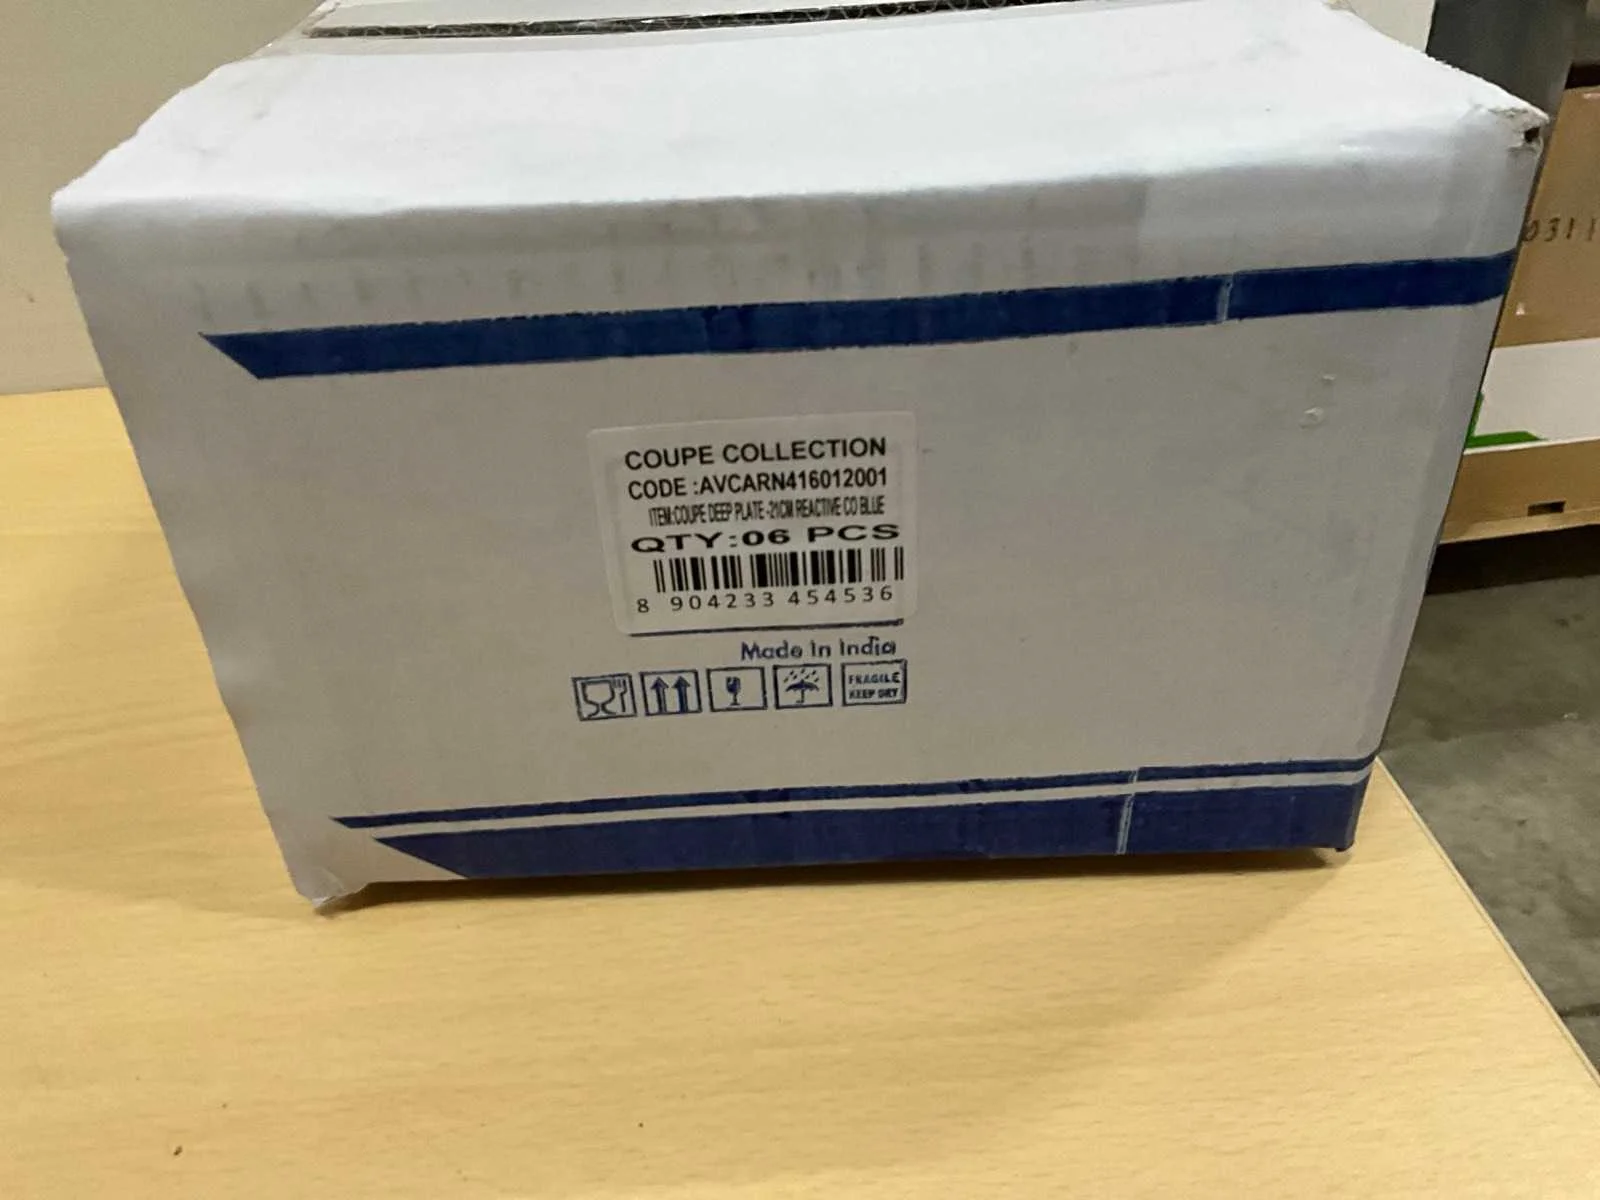 COUPE COLLECTION
CODE :AVCARN416012001
ITEM:COUPE DEEP PLATE -21CM REACTIVE CO BLUE
QTY:06 PCS
8 904233 454536
Made In India
FRAGILE
KEEP DRY
0311